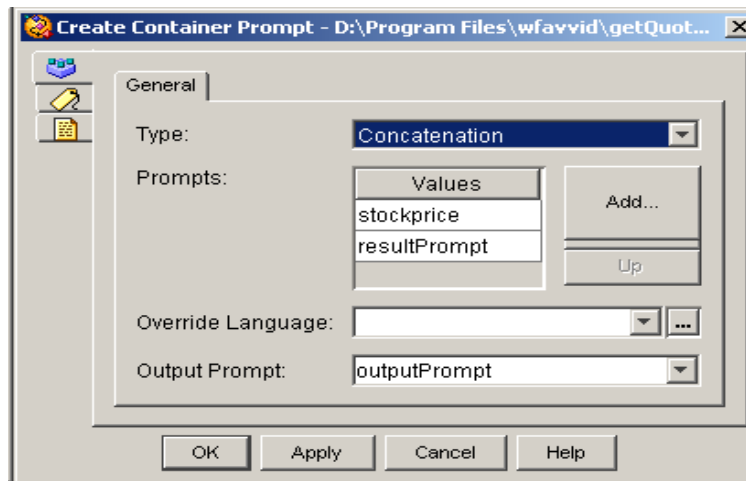 Create Container Prompt - D:\Program Files\wfavvid\getQuot...
General
Type:
Concatenation
Prompts:
Values
stockprice
resultPrompt
Add...
Up
Override Language:
...
Output Prompt:
outputPrompt
OK
Apply
Cancel
Help